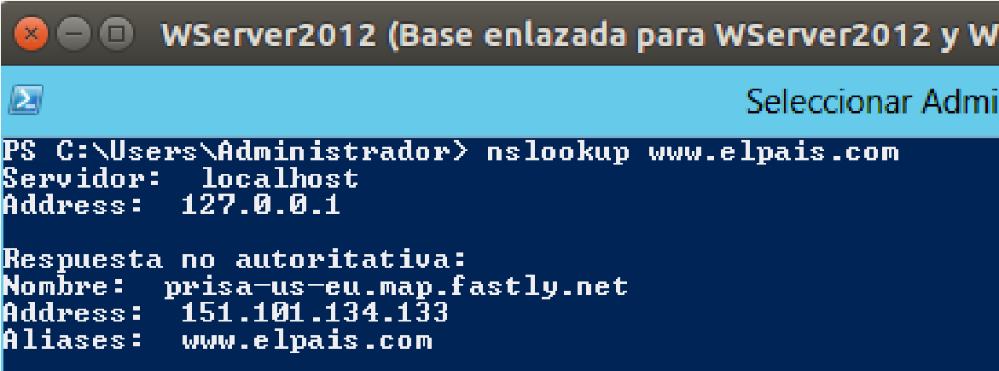 WServer2012 (Base enlazada para WServer2012 y W
Seleccionar Admi
PS C:\Users\Administrador> nslookup www.elpais.com
Servidor:  localhost
Address:  127.0.0.1
Respuesta no autoritativa:
Nombre:  prisa-us-eu.map.fastly.net
Address:  151.101.134.133
Aliases:  www.elpais.com